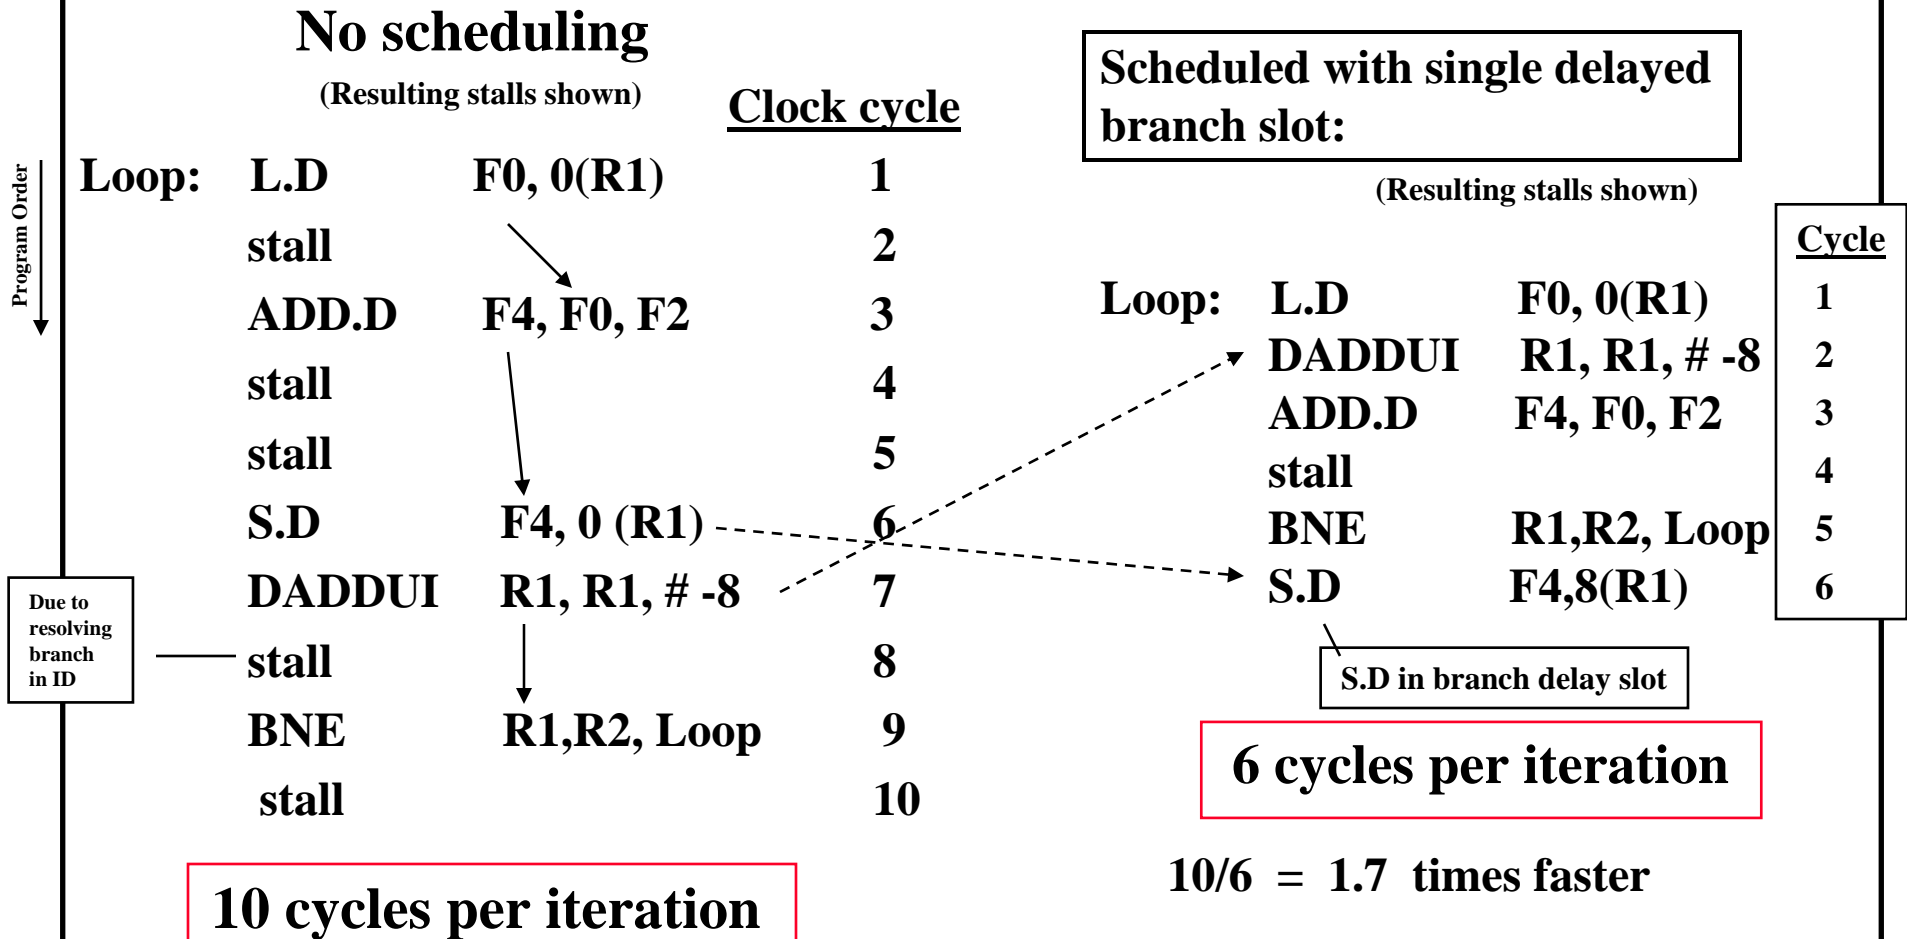 No scheduling
(Resulting stalls shown)
Clock cycle
Program Order
Loop: L.D F0, 0(R1) 1
stall 2
ADD.D F4, F0, F2 3
stall 4
stall 5
S.D F4, 0 (R1) 6
DADDUI R1, R1, # -8 7
stall 8
BNE R1,R2, Loop 9
stall 10
Due to
resolving
branch
in ID
10 cycles per iteration
Scheduled with single delayed
branch slot:
(Resulting stalls shown)
Cycle
Loop: L.D F0, 0(R1) 1
DADDUI R1, R1, # -8 2
ADD.D F4, F0, F2 3
stall 4
BNE R1,R2, Loop 5
S.D F4,8(R1) 6
S.D in branch delay slot
6 cycles per iteration
10/6 = 1.7 times faster